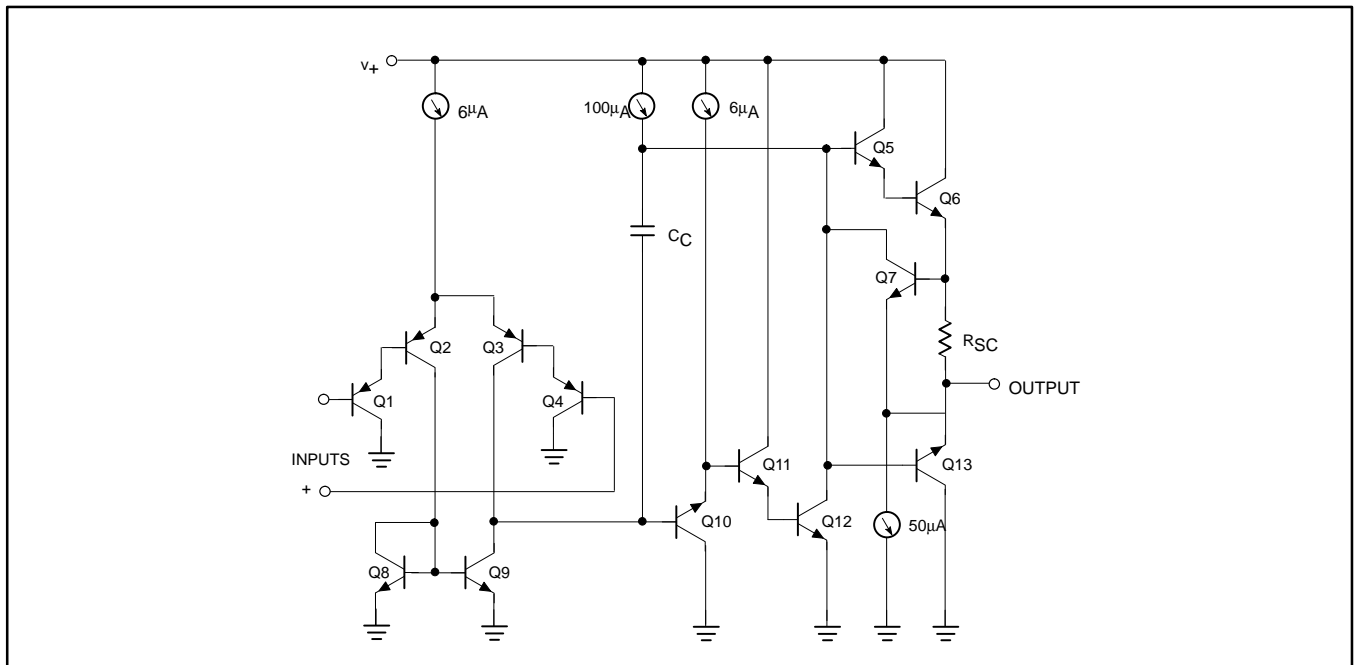 v+
6µA
100µA
6µA
Q5
Q6
CC
Q7
Q2
Q3
RSC
Q1
Q4
OUTPUT
INPUTS
+
Q11
Q13
Q10
Q12
50µA
Q8
Q9